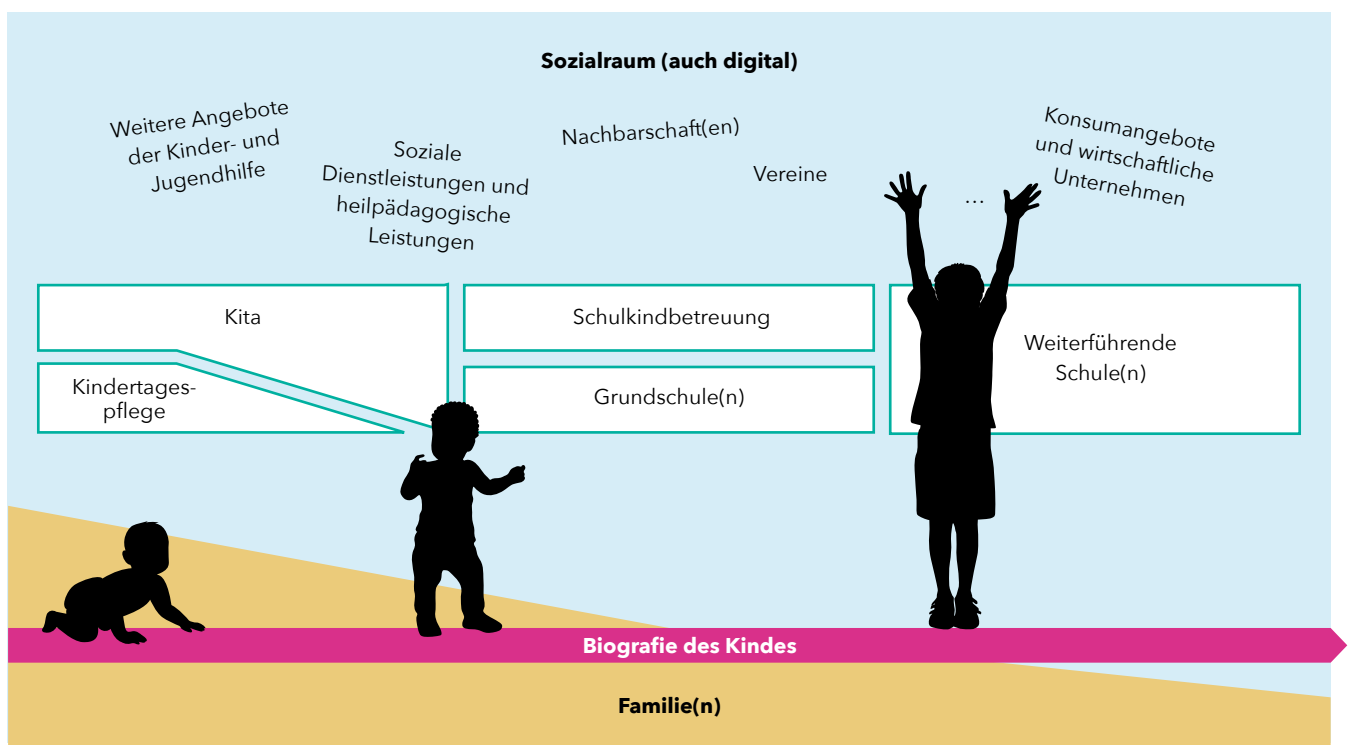 Sozialraum (auch digital)
Weitere Angebote
der Kinder- und
Jugendhilfe
Soziale
Dienstleistungen und
heilpädagogische
Leistungen
Nachbarschaft(en)
Vereine
...
Konsumangebote
und wirtschaftliche
Unternehmen
Kita
Kindertages-
pflege
Schulkindbetreuung
Grundschule(n)
Weiterführende
Schule(n)
Biografie des Kindes
Familie(n)